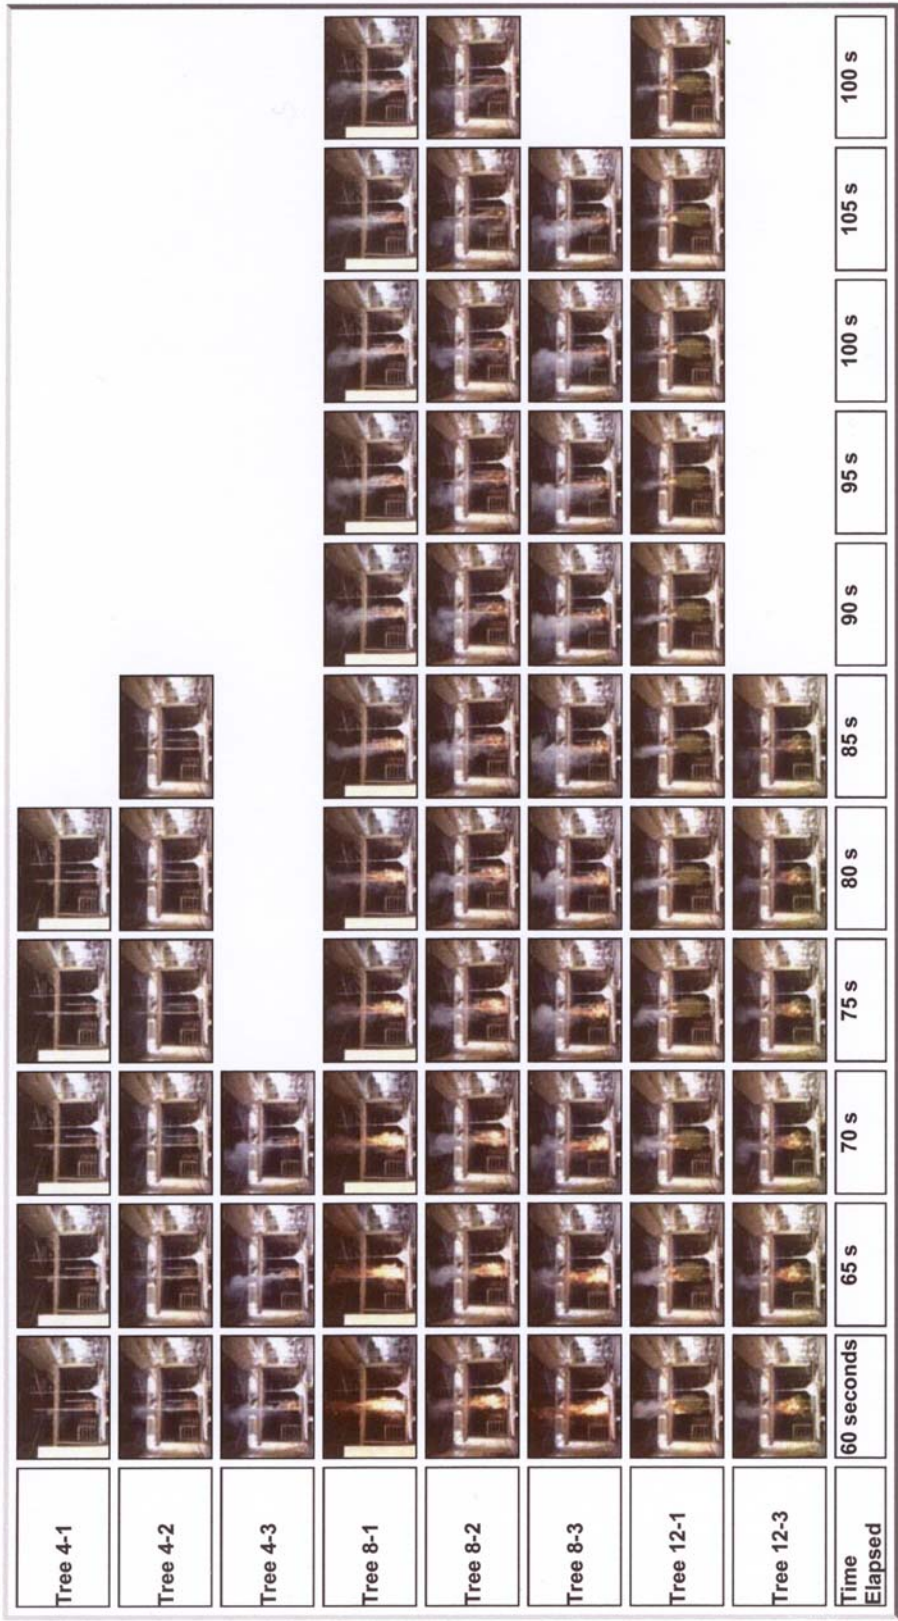 Tree 4-1
Tree 4-2
Tree 4-3
Tree 8-1
Tree 8-2
Tree 8-3
Tree 12-1
Tree 12-3
Time
Elapsed
60 seconds
65 s
70 s
75 s
80 s
85 s
90 s
95 s
100 s
105 s
100 s